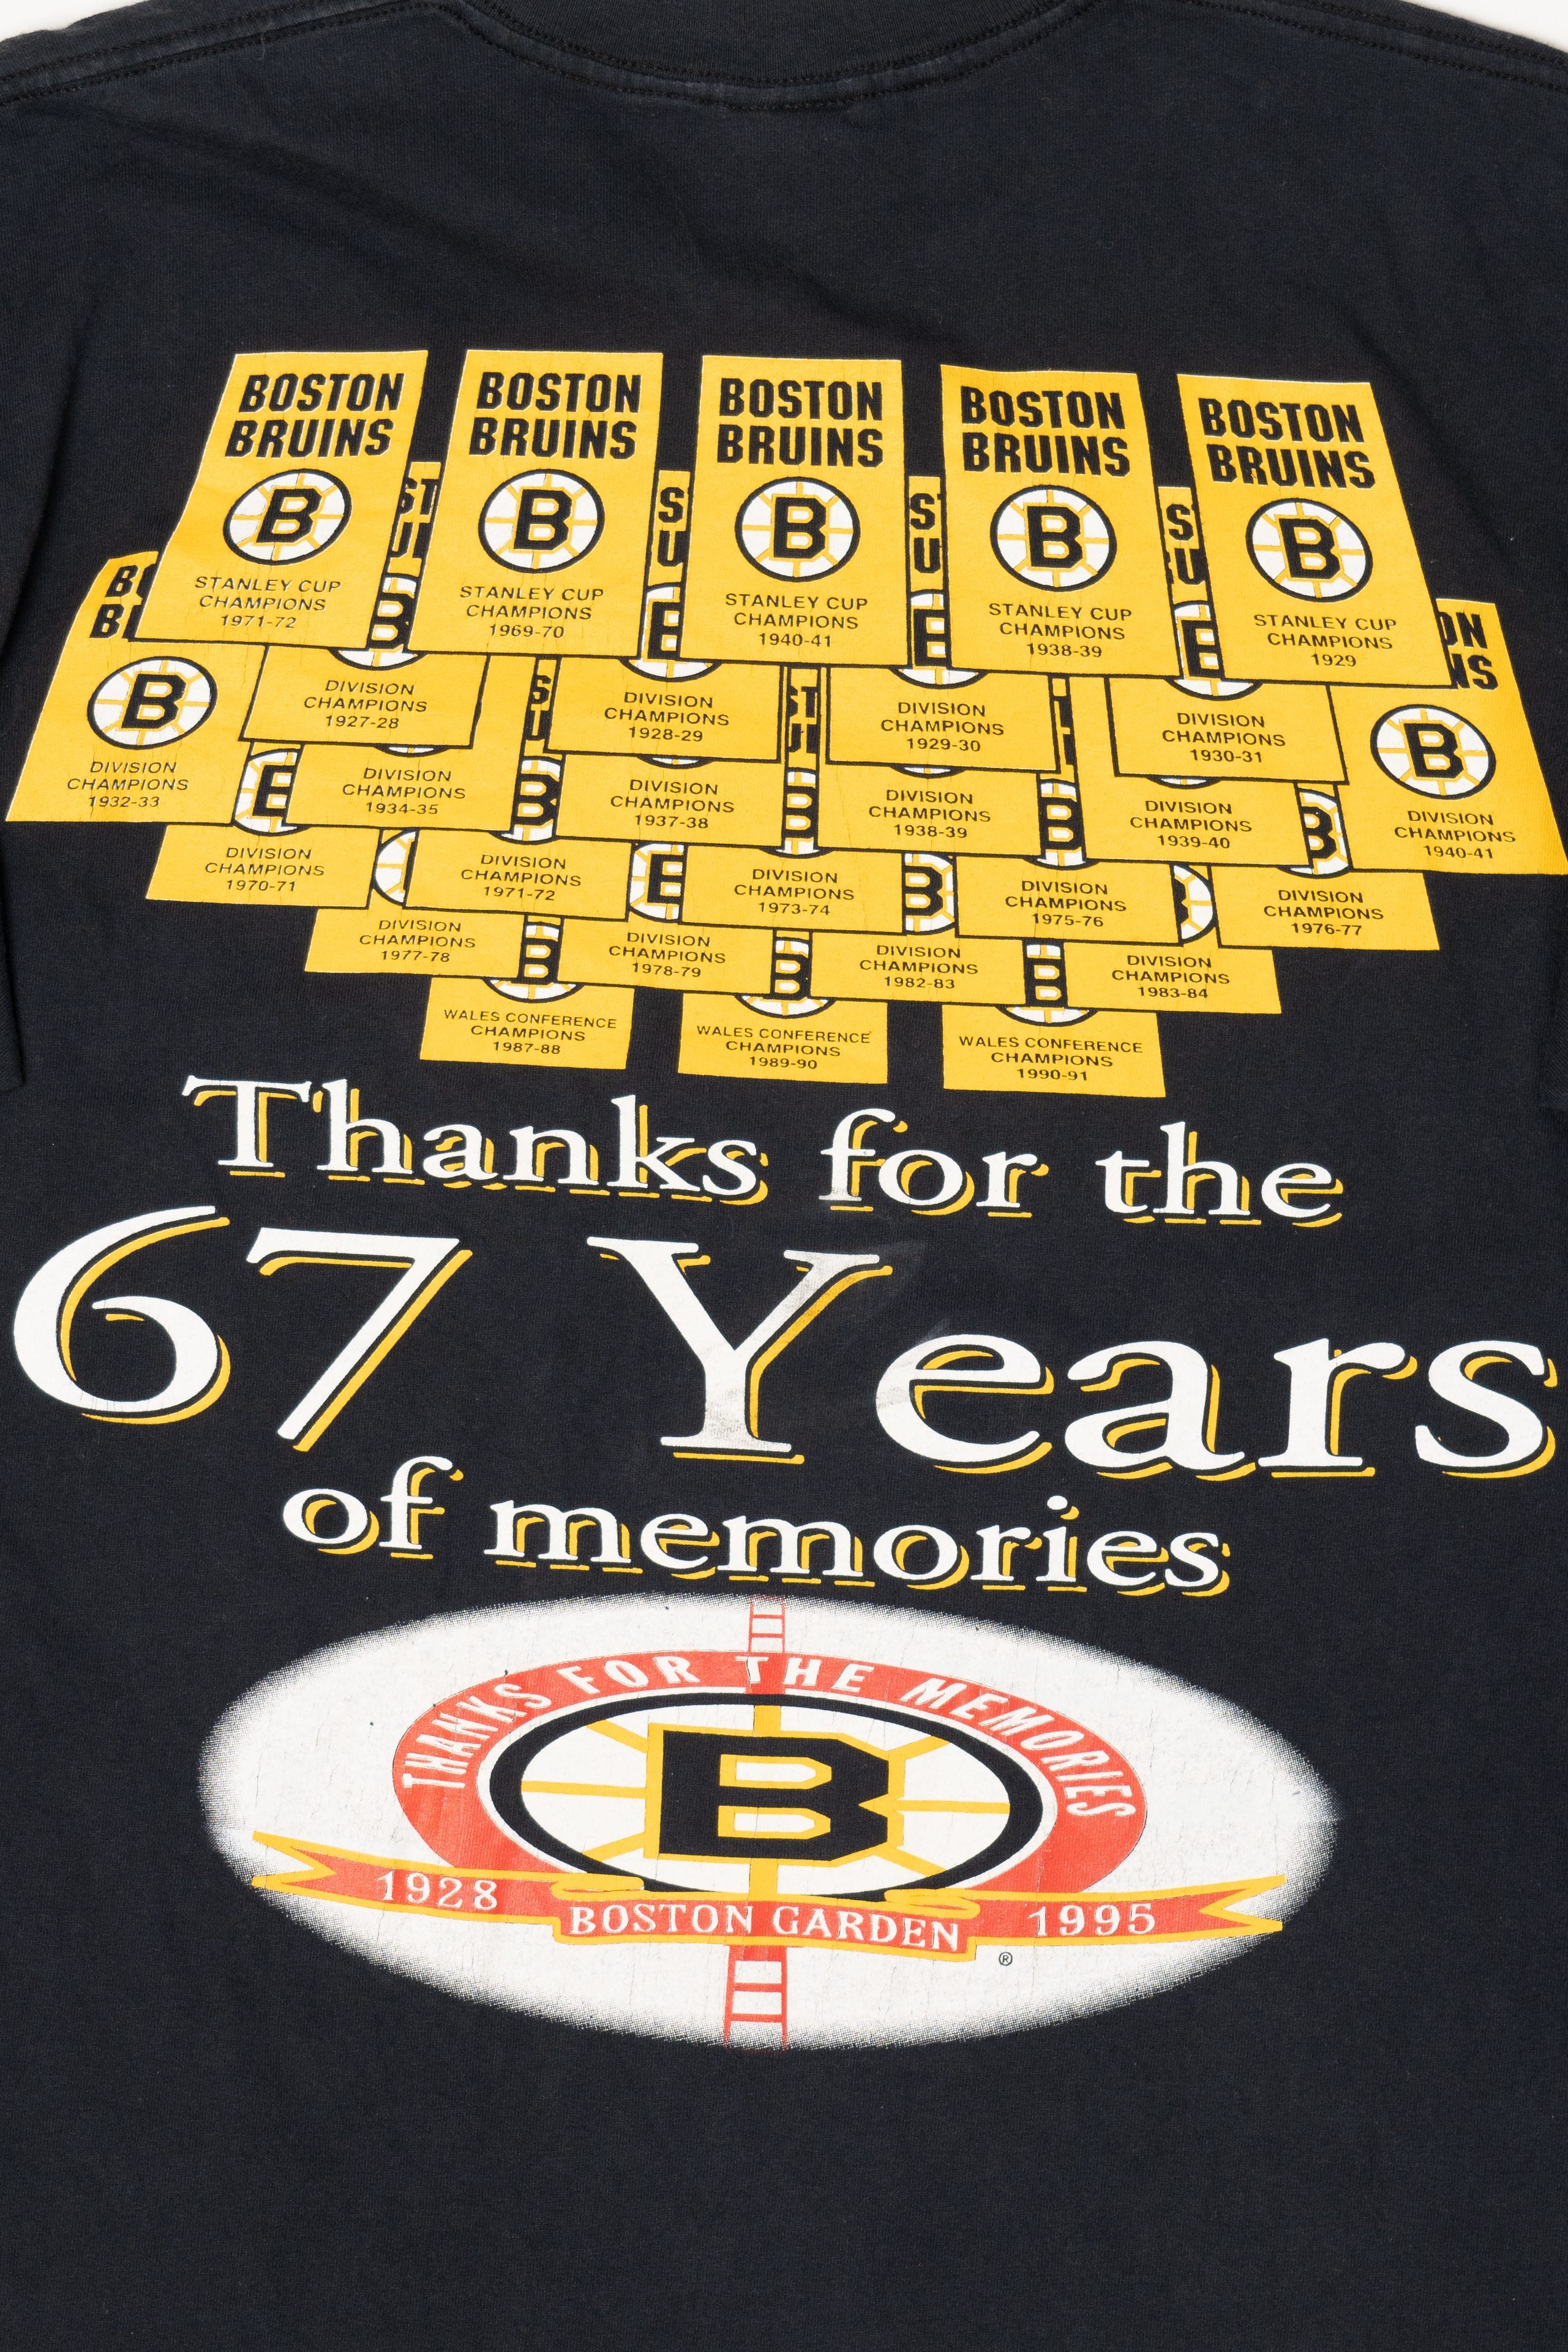 BOSTON
BRUINS
B
STANLEY CUP
CHAMPIONS
1971-72
BOSTON
BRUINS
B
STANLEY CUP
CHAMPIONS
1969-70
BOSTON
BRUINS
B
STANLEY CUP
CHAMPIONS
1940-41
BOSTON
BRUINS
B
STANLEY CUP
CHAMPIONS
1938-39
BOSTON
BRUINS
B
STANLEY CUP
CHAMPIONS
1929
DIVISION
CHAMPIONS
1927-28
DIVISION
CHAMPIONS
1928-29
DIVISION
CHAMPIONS
1929-30
DIVISION
CHAMPIONS
1930-31
B
DIVISION
CHAMPIONS
1932-33
DIVISION
CHAMPIONS
1934-35
DIVISION
CHAMPIONS
1937-38
DIVISION
CHAMPIONS
1938-39
DIVISION
CHAMPIONS
1939-40
B
DIVISION
CHAMPIONS
1940-41
DIVISION
CHAMPIONS
1970-71
DIVISION
CHAMPIONS
1971-72
DIVISION
CHAMPIONS
1973-74
DIVISION
CHAMPIONS
1975-76
DIVISION
CHAMPIONS
1976-77
DIVISION
CHAMPIONS
1977-78
DIVISION
CHAMPIONS
1978-79
DIVISION
CHAMPIONS
1982-83
DIVISION
CHAMPIONS
1983-84
WALES CONFERENCE
CHAMPIONS
1987-88
WALES CONFERENCE
CHAMPIONS
1989-90
WALES CONFERENCE
CHAMPIONS
1990-91
Thanks for the
67 Years
of memories
THANKS FOR THE MEMORIES
B
1928 BOSTON GARDEN 1995
®